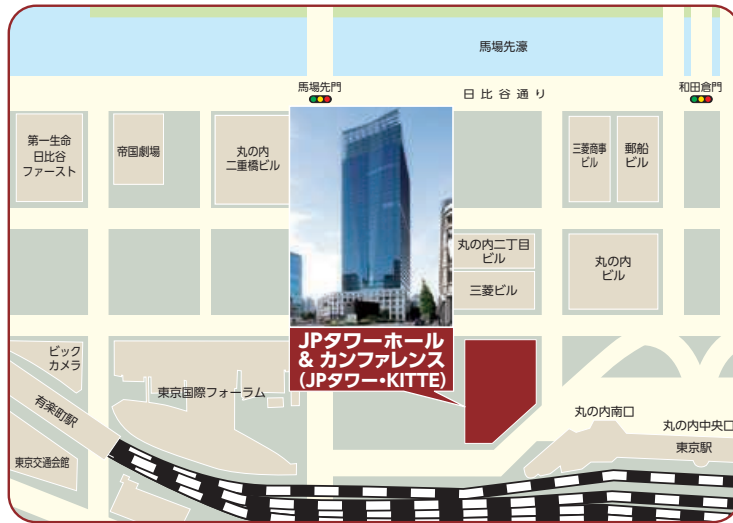 馬場先濠
馬場先門
日比谷通り
和田倉門
第一生命
日比谷
ファースト
帝国劇場
丸の内
二重橋ビル
三菱商事
ビル
郵船
ビル
丸の内二丁目
ビル
三菱ビル
丸の内
ビル
JPタワーホール
& カンファレンス
(JPタワー・KITTE)
ビック
カメラ
東京国際フォーラム
有楽町駅
東京交通会館
丸の内南口
丸の内中央口
東京駅